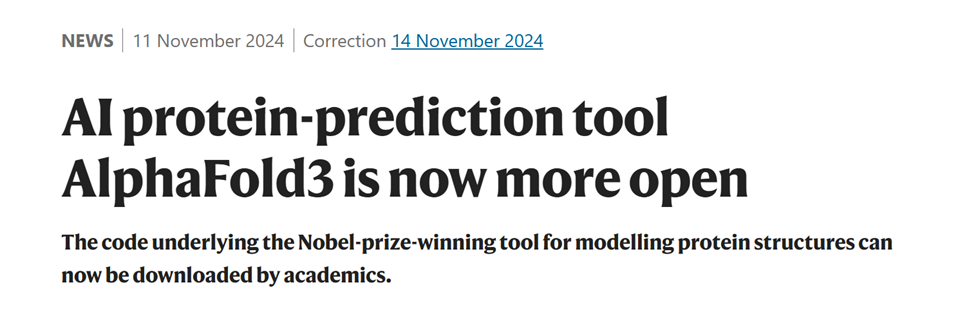 NEWS | 11 November 2024 | Correction 14 November 2024
AI protein-prediction tool
AlphaFold3 is now more open
The code underlying the Nobel-prize-winning tool for modelling protein structures can
now be downloaded by academics.